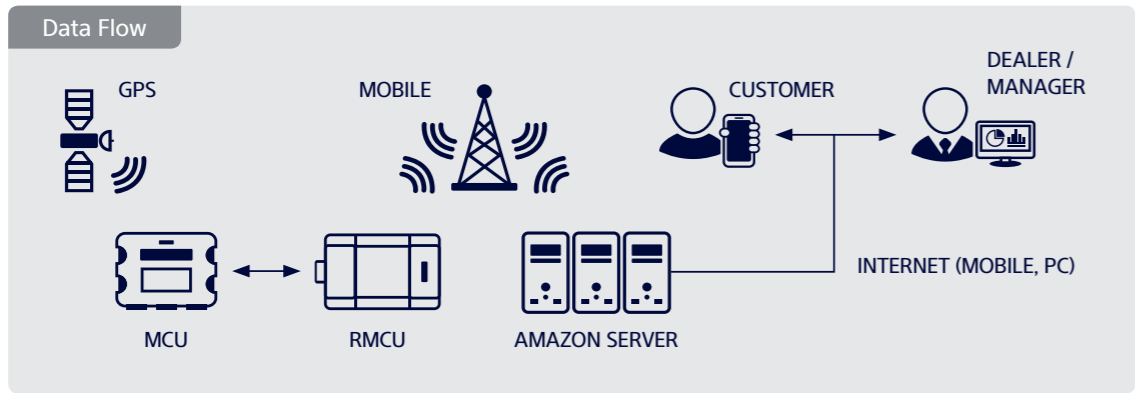 Data Flow
GPS
MOBILE
CUSTOMER
DEALER /
MANAGER
MCU
RMCU
AMAZON SERVER
INTERNET (MOBILE, PC)